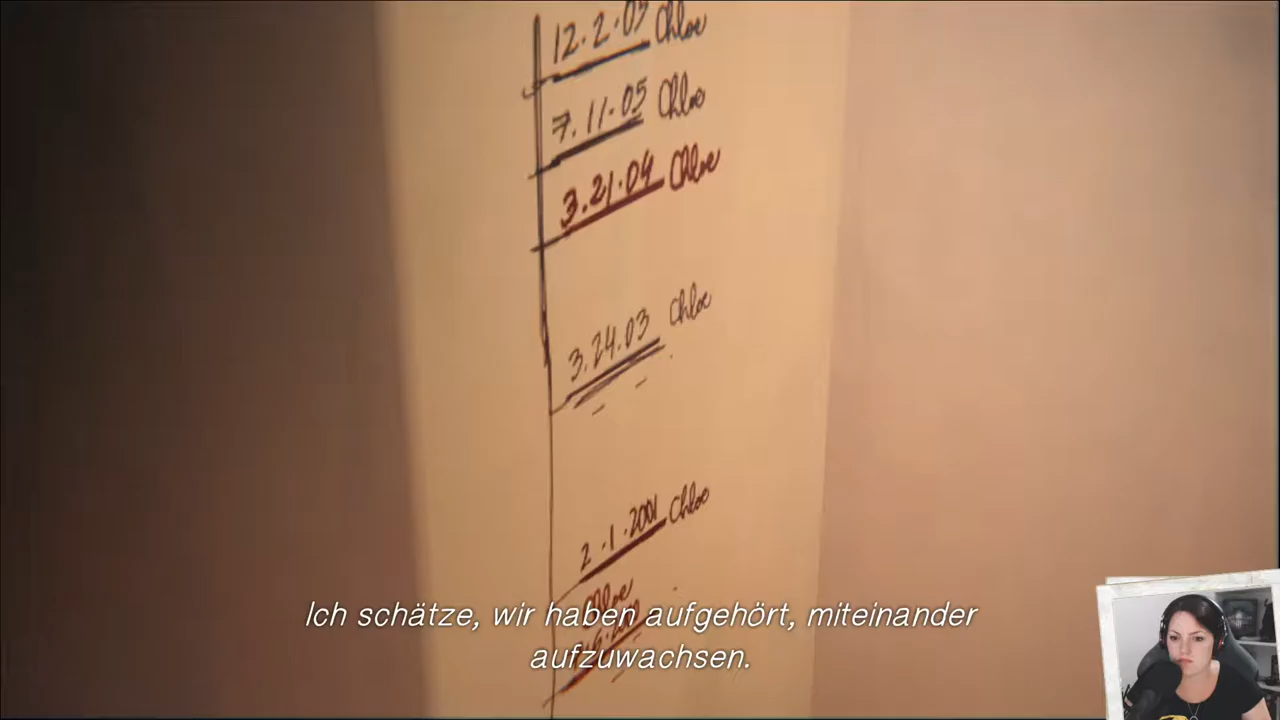 12.2.05 Chloe
7.11.05 Chloe
3.21.04 Chloe
3.24.03 Chloe
2.1.2001 Chloe
Chloe
Ich schätze, wir haben aufgehört, miteinander
aufzuwachsen.